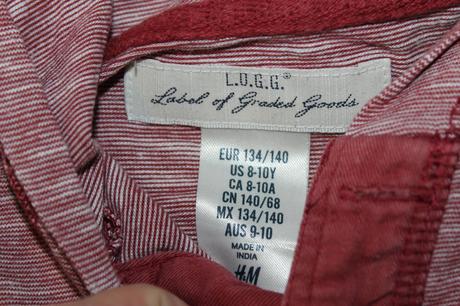 L.O.G.G.®
Label of Graded Goods
EUR 134/140
US 8-10Y
CA 8-10A
CN 140/68
MX 134/140
AUS 9-10
MADE IN
INDIA
H&M